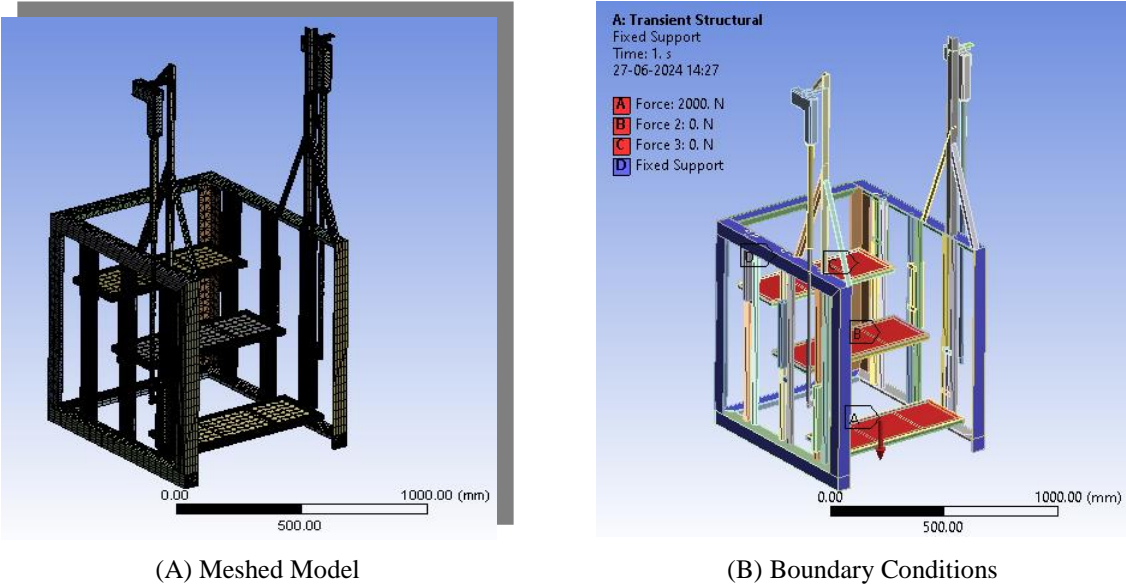 0.00
1000.00 (mm)
500.00
(A) Meshed Model
A: Transient Structural
Fixed Support
Time: 1. s
27-06-2024 14:27
A Force: 2000. N
B Force 2: 0. N
C Force 3: 0. N
D Fixed Support
D
C
B
A
0.00
1000.00 (mm)
500.00
(B) Boundary Conditions